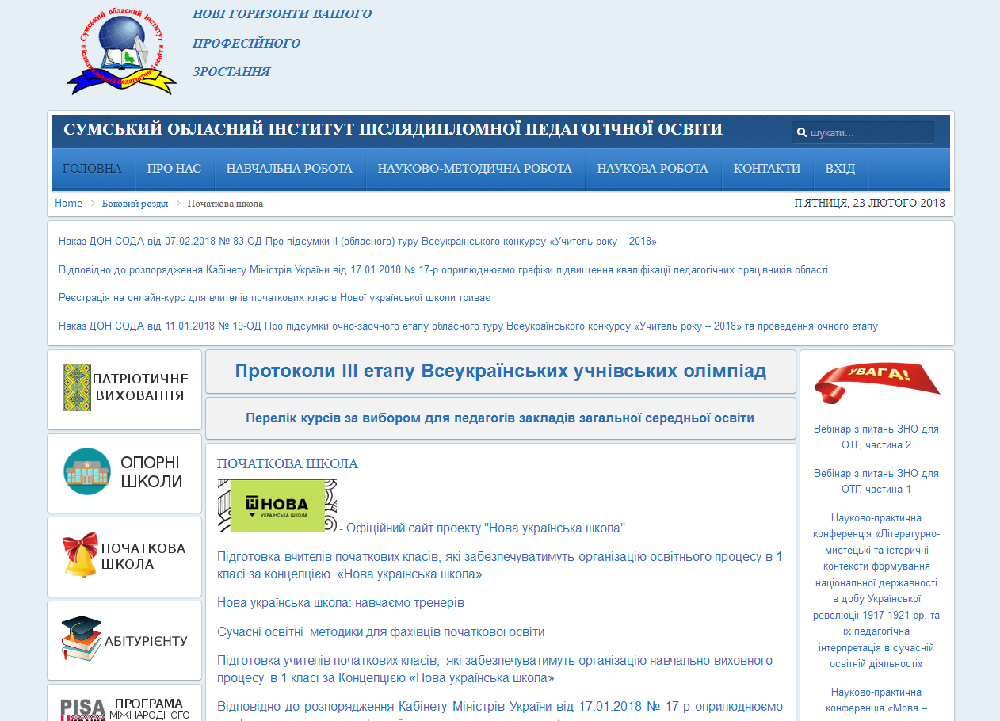 Сумський обласний інститут
післядипломної педагогічної освіти
НОВІ ГОРИЗОНТИ ВАШОГО
ПРОФЕСІЙНОГО
ЗРОСТАННЯ
СУМСЬКИЙ ОБЛАСНИЙ ІНСТИТУТ ПІСЛЯДИПЛОМНОЇ ПЕДАГОГІЧНОЇ ОСВІТИ
шукати...
ГОЛОВНА ПРО НАС НАВЧАЛЬНА РОБОТА НАУКОВО-МЕТОДИЧНА РОБОТА НАУКОВА РОБОТА КОНТАКТИ ВХІД
Home Боковий розділ Початкова школа
П'ЯТНИЦЯ, 23 ЛЮТОГО 2018
Наказ ДОН СОДА від 07.02.2018 № 83-ОД Про підсумки ІІ (обласного) туру Всеукраїнського конкурсу «Учитель року – 2018»
Відповідно до розпорядження Кабінету Міністрів України від 17.01.2018 № 17-р оприлюднюємо графіки підвищення кваліфікації педагогічних працівників області
Реєстрація на онлайн-курс для вчителів початкових класів Нової української школи триває
Наказ ДОН СОДА від 11.01.2018 № 19-ОД Про підсумки очно-заочного етапу обласного туру Всеукраїнського конкурсу «Учитель року – 2018» та проведення очного етапу
ПАТРІОТИЧНЕ
ВИХОВАННЯ
ОПОРНІ
ШКОЛИ
ПОЧАТКОВА
ШКОЛА
АБІТУРІЄНТУ
PISA
UKRAINE
ПРОГРАМА
МІЖНАРОДНОГО
Протоколи ІІІ етапу Всеукраїнських учнівських олімпіад
Перелік курсів за вибором для педагогів закладів загальної середньої освіти
ПОЧАТКОВА ШКОЛА
НОВА
УКРАЇНСЬКА ШКОЛА
- Офіційний сайт проекту "Нова українська школа"
Підготовка вчителів початкових класів, які забезпечуватимуть організацію освітнього процесу в 1
класі за концепцією «Нова українська школа»
Нова українська школа: навчаємо тренерів
Сучасні освітні методики для фахівців початкової освіти
Підготовка учителів початкових класів, які забезпечуватимуть організацію навчально-виховного
процесу в 1 класі за Концепцією «Нова українська школа»
Відповідно до розпорядження Кабінету Міністрів України від 17.01.2018 № 17-р оприлюднюємо
УВАГА!
Вебінар з питань ЗНО для
ОТГ, частина 2
Вебінар з питань ЗНО для
ОТГ, частина 1
Науково-практична
конференція «Літературно-
мистецькі та історичні
контексти формування
національної державності
в добу Української
революції 1917-1921 рр. та
їх педагогічна
інтерпретація в сучасній
освітній діяльності»
Науково-практична
конференція «Мова –